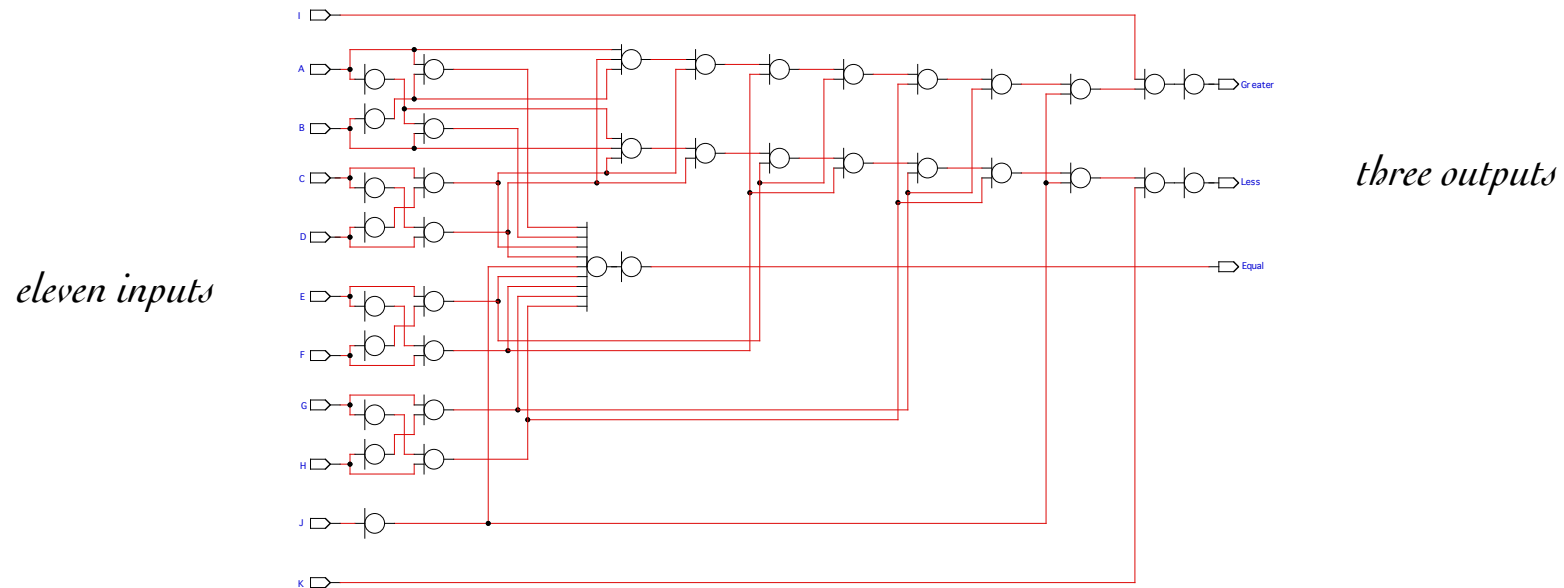 I
A
Greater
B
C
three outputs
Less
D
Equal
eleven inputs
E
F
G
H
J
K